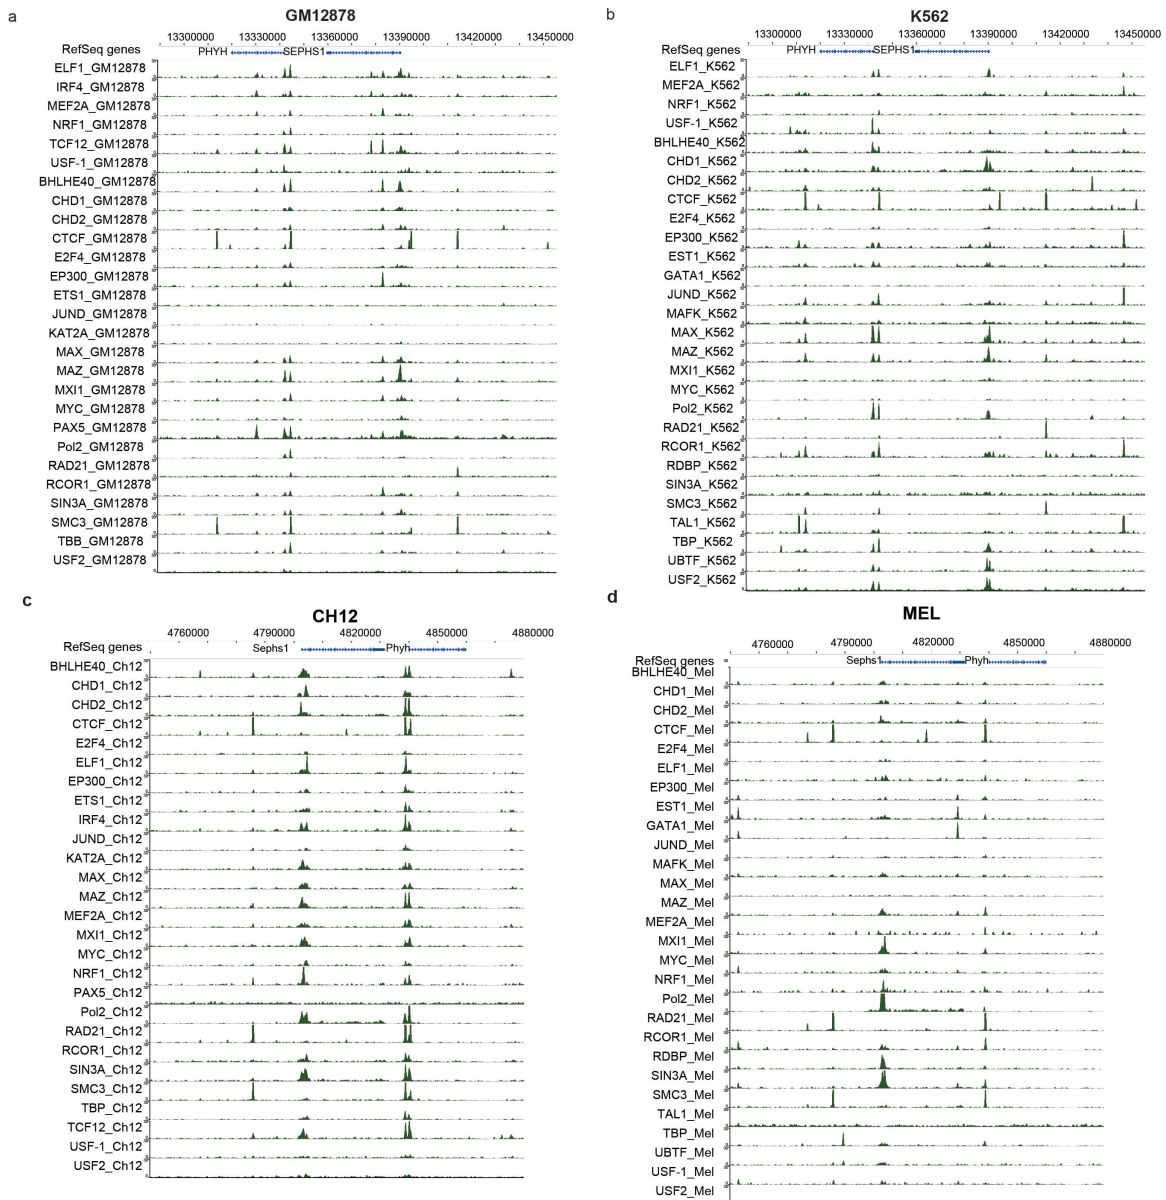 a
GM12878
13300000 13330000 13360000 13390000 13420000 13450000
RefSeq genes PHYH SEPHS1
ELF1_GM12878
IRF4_GM12878
MEF2A_GM12878
NRF1_GM12878
TCF12_GM12878
USF-1_GM12878
BHLHE40_GM12878
CHD1_GM12878
CHD2_GM12878
CTCF_GM12878
E2F4_GM12878
EP300_GM12878
ETS1_GM12878
JUND_GM12878
KAT2A_GM12878
MAX_GM12878
MAZ_GM12878
MXI1_GM12878
MYC_GM12878
PAX5_GM12878
Pol2_GM12878
RAD21_GM12878
RCOR1_GM12878
SIN3A_GM12878
SMC3_GM12878
TBB_GM12878
USF2_GM12878
b
K562
13300000 13330000 13360000 13390000 13420000 13450000
RefSeq genes PHYH SEPHS1
ELF1_K562
MEF2A_K562
NRF1_K562
USF-1_K562
BHLHE40_K562
CHD1_K562
CHD2_K562
CTCF_K562
E2F4_K562
EP300_K562
EST1_K562
GATA1_K562
JUND_K562
MAFK_K562
MAX_K562
MAZ_K562
MXI1_K562
MYC_K562
Pol2_K562
RAD21_K562
RCOR1_K562
RDBP_K562
SIN3A_K562
SMC3_K562
TAL1_K562
TBP_K562
UBTF_K562
USF2_K562
c
CH12
4760000 4790000 4820000 4850000 4880000
RefSeq genes Sephs1 Phyh
BHLHE40_Ch12
CHD1_Ch12
CHD2_Ch12
CTCF_Ch12
E2F4_Ch12
ELF1_Ch12
EP300_Ch12
ETS1_Ch12
IRF4_Ch12
JUND_Ch12
KAT2A_Ch12
MAX_Ch12
MAZ_Ch12
MEF2A_Ch12
MXI1_Ch12
MYC_Ch12
NRF1_Ch12
PAX5_Ch12
Pol2_Ch12
RAD21_Ch12
RCOR1_Ch12
SIN3A_Ch12
SMC3_Ch12
TBP_Ch12
TCF12_Ch12
USF-1_Ch12
USF2_Ch12
d
MEL
4760000 4790000 4820000 4850000 4880000
RefSeq genes Sephs1 Phyh
BHLHE40_Mel
CHD1_Mel
CHD2_Mel
CTCF_Mel
E2F4_Mel
ELF1_Mel
EP300_Mel
EST1_Mel
GATA1_Mel
JUND_Mel
MAFK_Mel
MAX_Mel
MAZ_Mel
MEF2A_Mel
MXI1_Mel
MYC_Mel
NRF1_Mel
Pol2_Mel
RAD21_Mel
RCOR1_Mel
RDBP_Mel
SIN3A_Mel
SMC3_Mel
TAL1_Mel
TBP_Mel
UBTF_Mel
USF-1_Mel
USF2_Mel